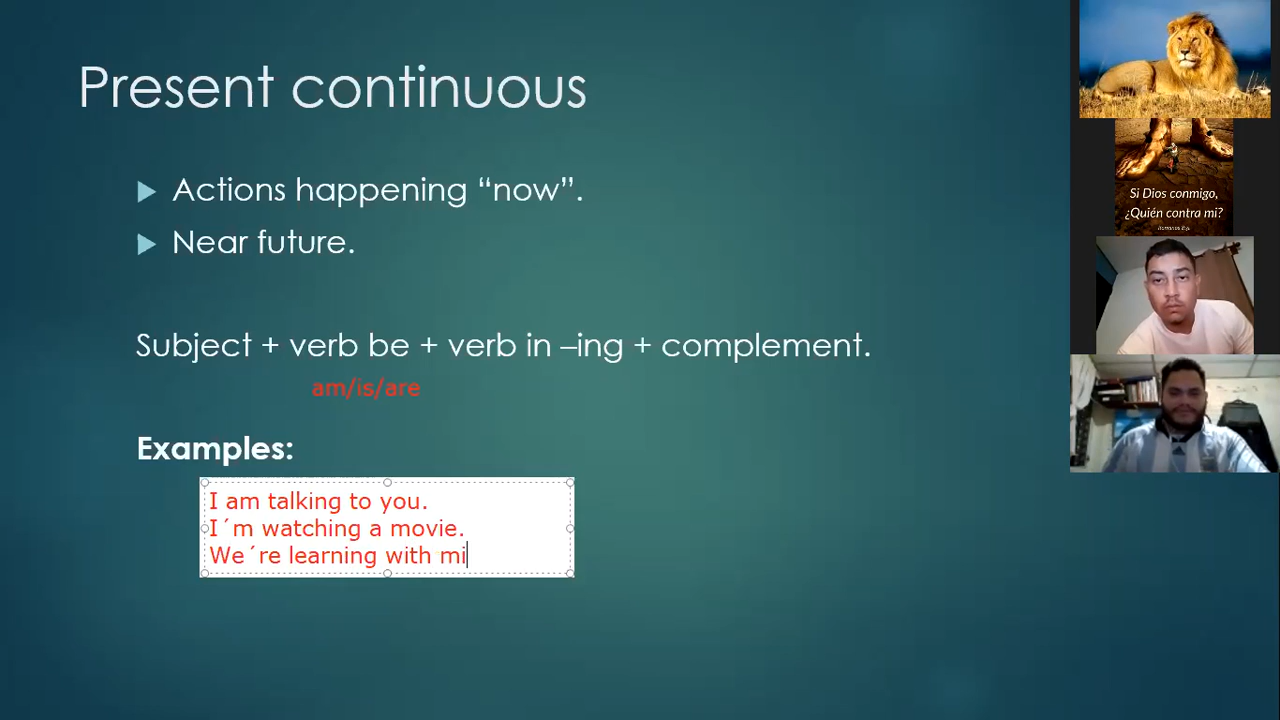 Present continuous
Actions happening “now”.
Near future.
Subject + verb be + verb in –ing + complement.
am/is/are
Examples:
I am talking to you.
I´m watching a movie.
We´re learning with mi
Si Dios conmigo,
¿Quién contra mi?